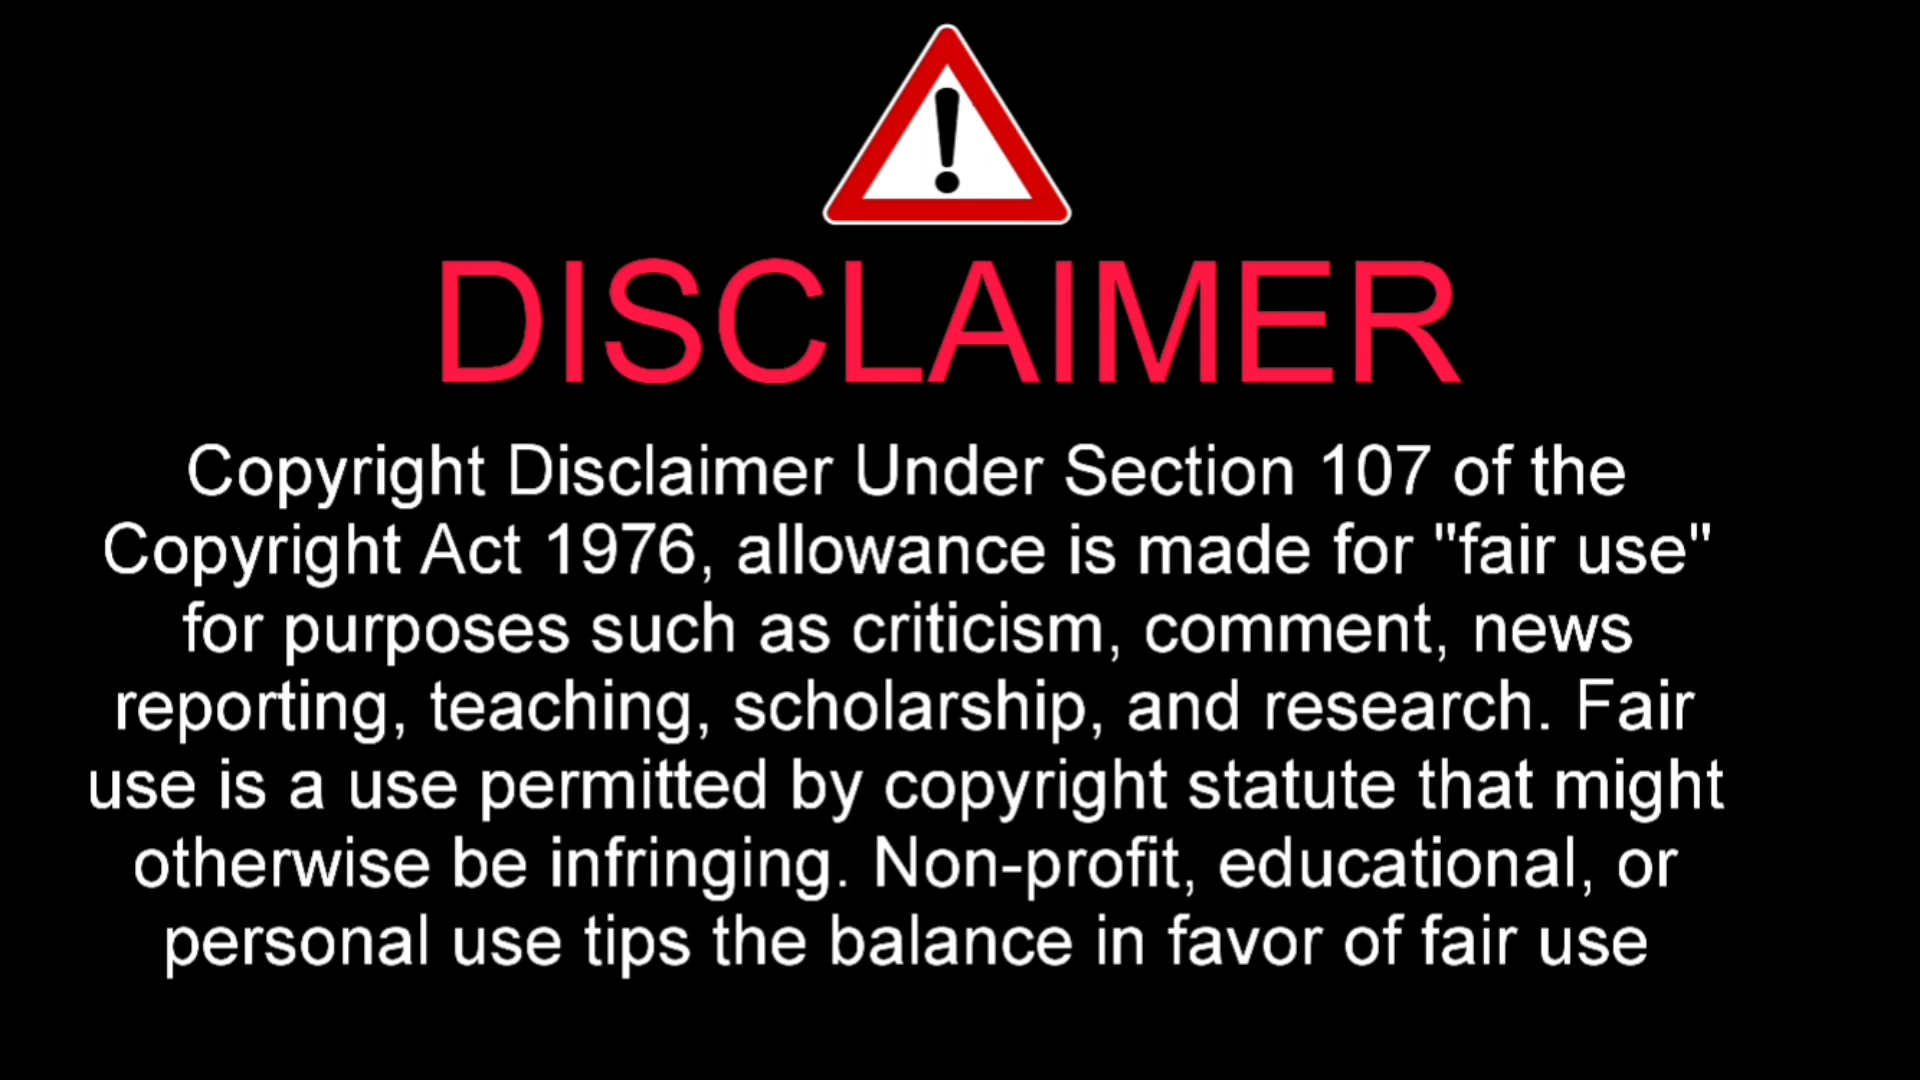 DISCLAIMER
Copyright Disclaimer Under Section 107 of the
Copyright Act 1976, allowance is made for "fair use"
for purposes such as criticism, comment, news
reporting, teaching, scholarship, and research. Fair
use is a use permitted by copyright statute that might
otherwise be infringing. Non-profit, educational, or
personal use tips the balance in favor of fair use